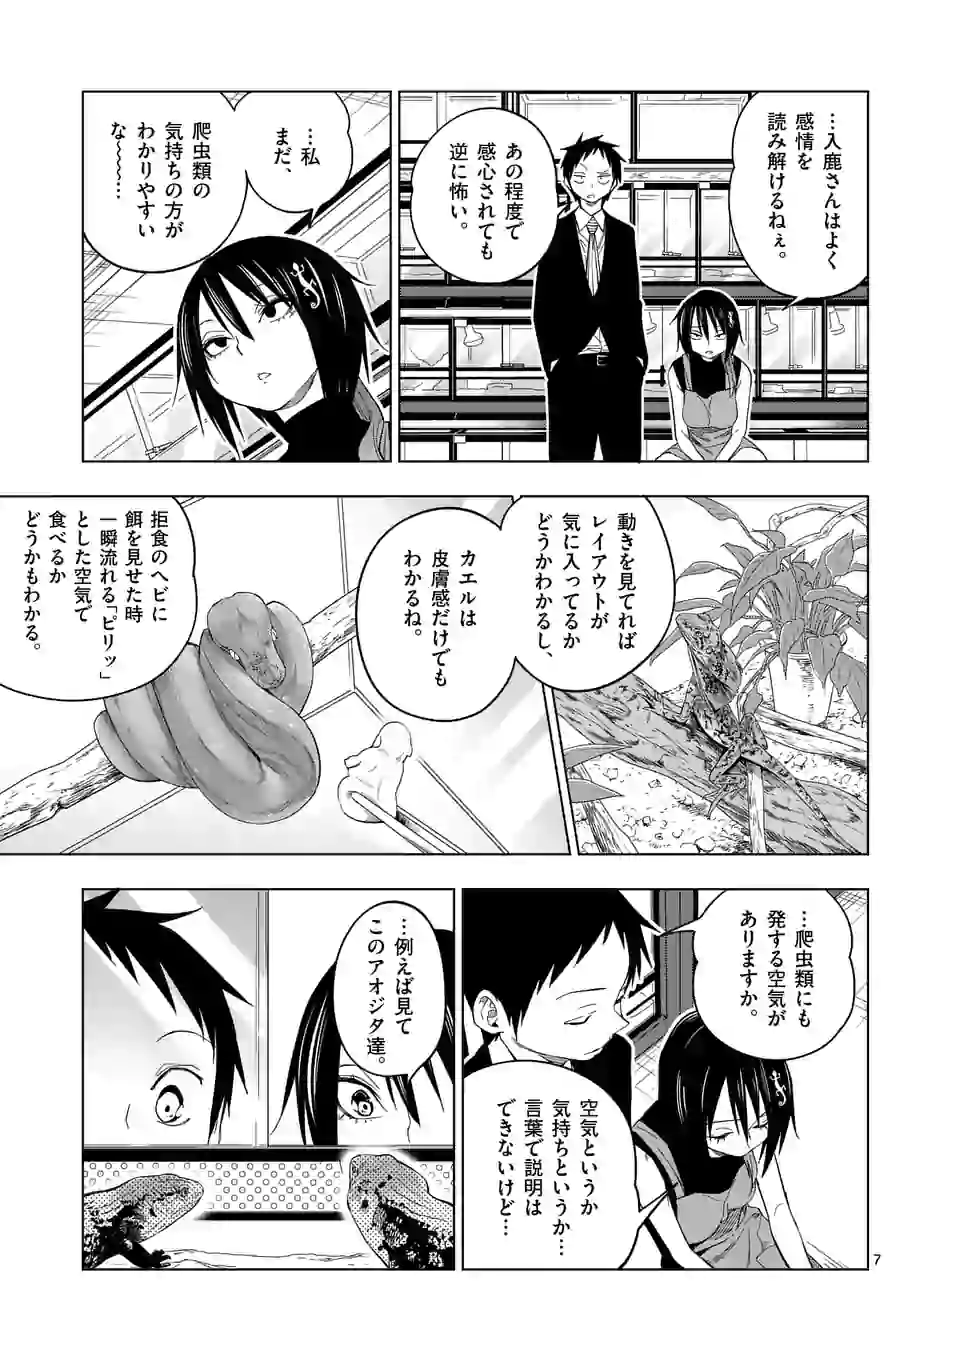 …入鹿さんはよく
感情を
読み解けるねぇ。
あの程度で
感心されても
逆に怖い。
…私
まだ、
爬虫類の
気持ちの方が
わかりやすい
な～～～…
動きを見てれば
レイアウトが
気に入ってるか
どうかわかるし、
カエルは
皮膚感だけでも
わかるね。
拒食のヘビに
餌を見せた時
一瞬流れる「ピリッ」
とした空気で
食べるか
どうかもわかる。
…爬虫類にも
発する空気が
ありますか。
空気というか
気持ちというか…
言葉で説明は
できないけど…
…例えば見て
このアオジタ達。
7